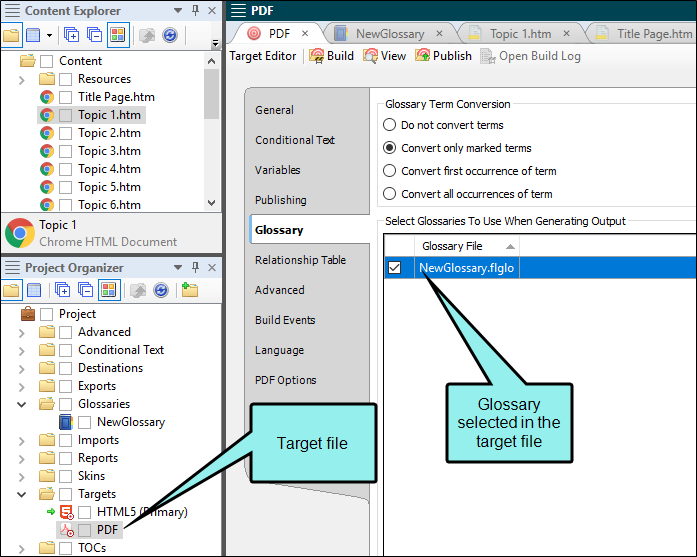 Content Explorer
Content
Resources
Title Page.htm
Topic 1.htm
Topic 2.htm
Topic 3.htm
Topic 4.htm
Topic 5.htm
Topic 6.htm
Topic 1
Chrome HTML Document
Project Organizer
Project
Advanced
Conditional Text
Destinations
Exports
Glossaries
NewGlossary
Imports
Reports
Skins
Targets
HTML5 (Primary)
PDF
TOCs
PDF
PDF
NewGlossary
Topic 1.htm
Title Page.htm
Target Editor
Build
View
Publish
Open Build Log
General
Conditional Text
Variables
Publishing
Glossary
Relationship Table
Advanced
Build Events
Language
PDF Options
Glossary Term Conversion
Do not convert terms
Convert only marked terms
Convert first occurrence of term
Convert all occurrences of term
Select Glossaries To Use When Generating Output
Glossary File
NewGlossary.flglo
Target file
Glossary
selected in the
target file